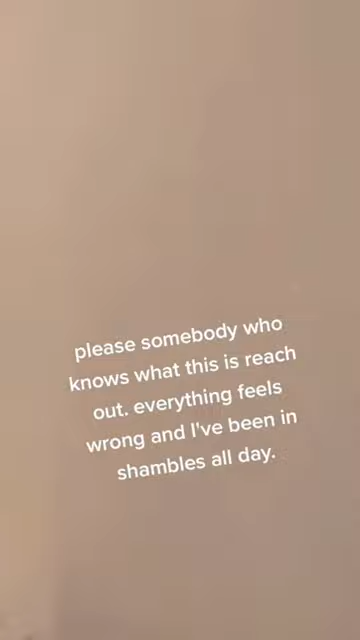 please somebody who
knows what this is reach
out. everything feels
wrong and I've been in
shambles all day.